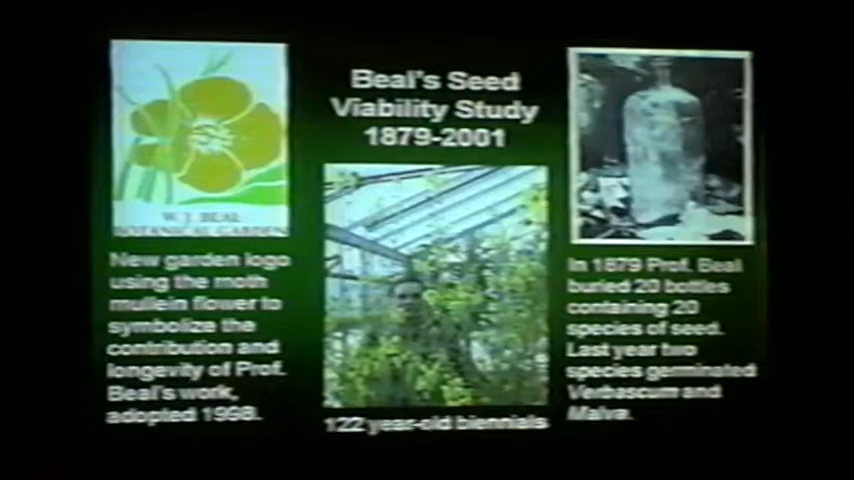 Beal's Seed
Viability Study
1879-2001
W. J. BEAL
BOTANICAL GARDEN
New garden logo
using the moth
mullein flower to
symbolize the
contribution and
longevity of Prof.
Beal's work,
adopted 1998.
122 year-old biennials
In 1879 Prof. Beal
buried 20 bottles
containing 20
species of seed.
Last year two
species germinated
Verbascum and
Malva.